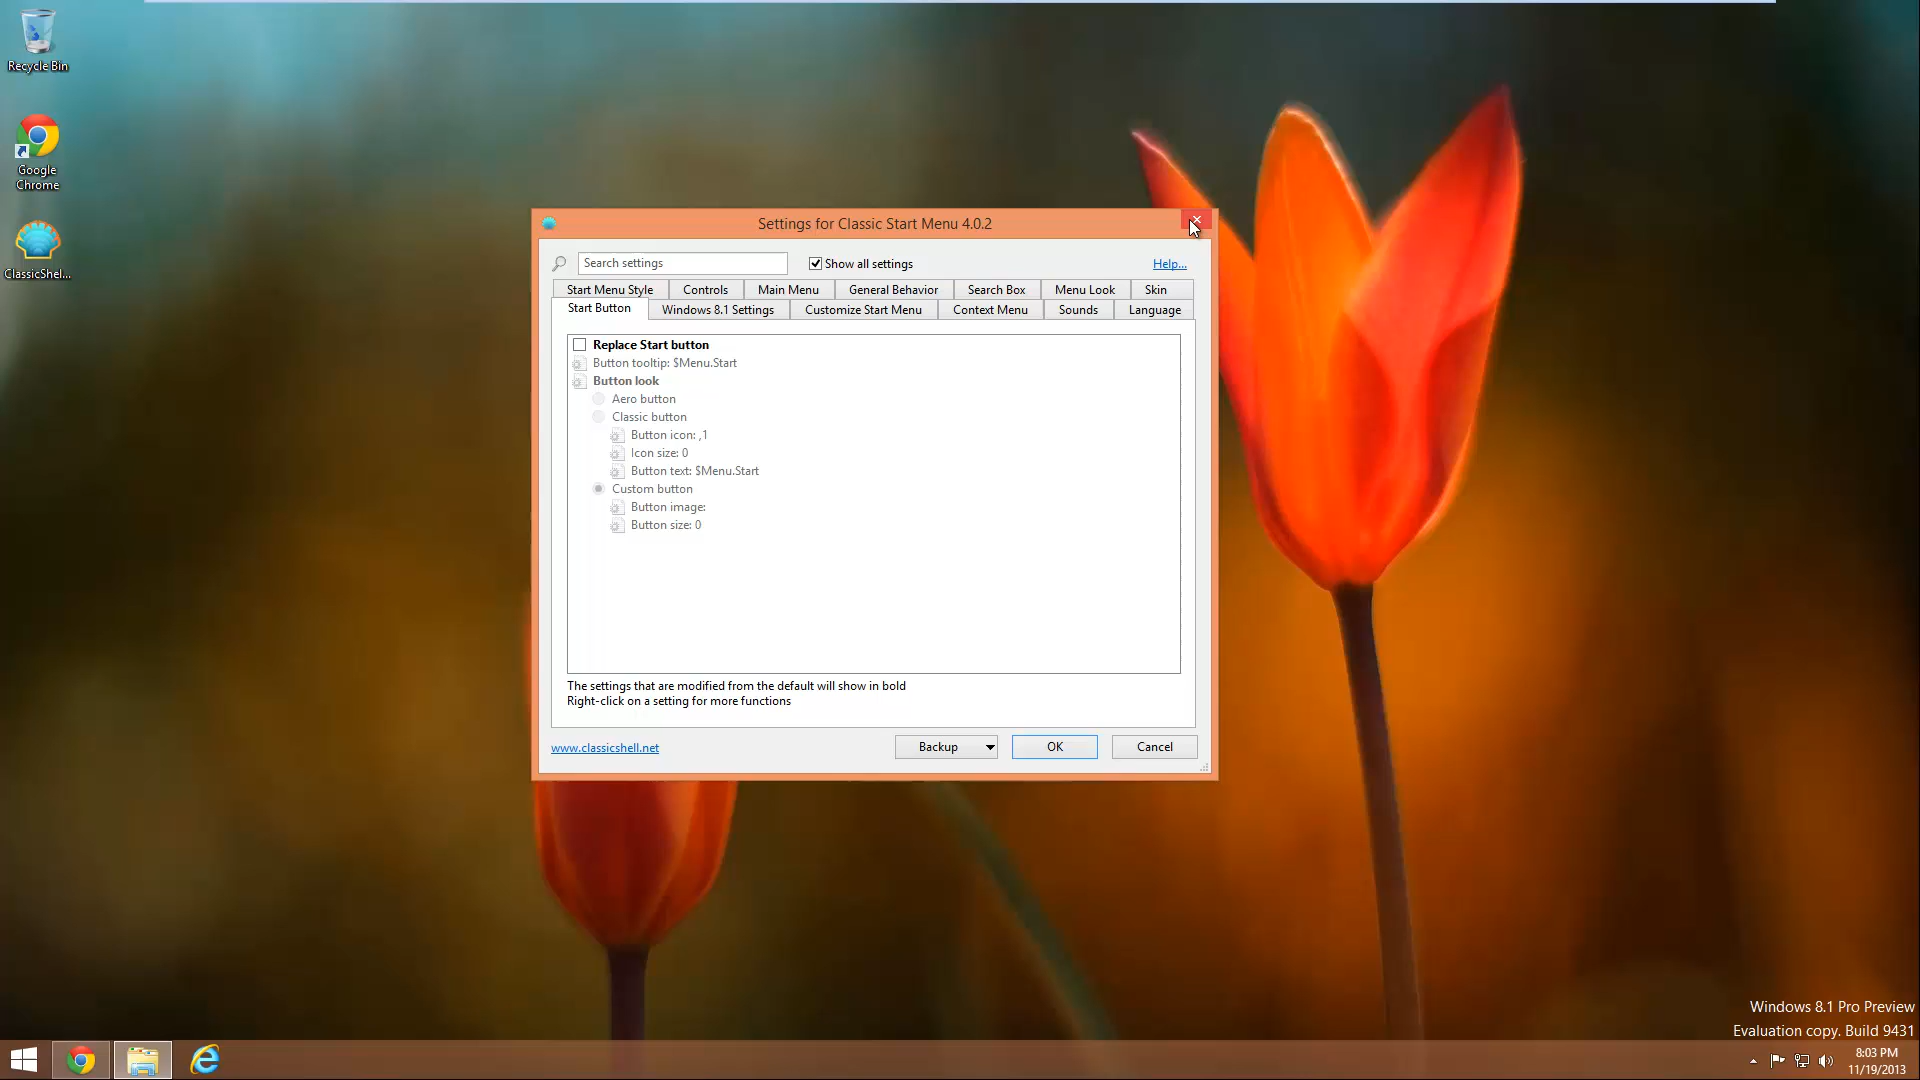 Recycle Bin
Google
Chrome
ClassicShel...
Settings for Classic Start Menu 4.0.2
Search settings
Show all settings
Help...
Start Menu Style
Controls
Main Menu
General Behavior
Search Box
Menu Look
Skin
Start Button
Windows 8.1 Settings
Customize Start Menu
Context Menu
Sounds
Language
Replace Start button
Button tooltip: $Menu.Start
Button look
Aero button
Classic button
Button icon: ,1
Icon size: 0
Button text: $Menu.Start
Custom button
Button image:
Button size: 0
The settings that are modified from the default will show in bold
Right-click on a setting for more functions
www.classicshell.net
Backup
OK
Cancel
Windows 8.1 Pro Preview
Evaluation copy. Build 9431
8:03 PM
11/19/2013